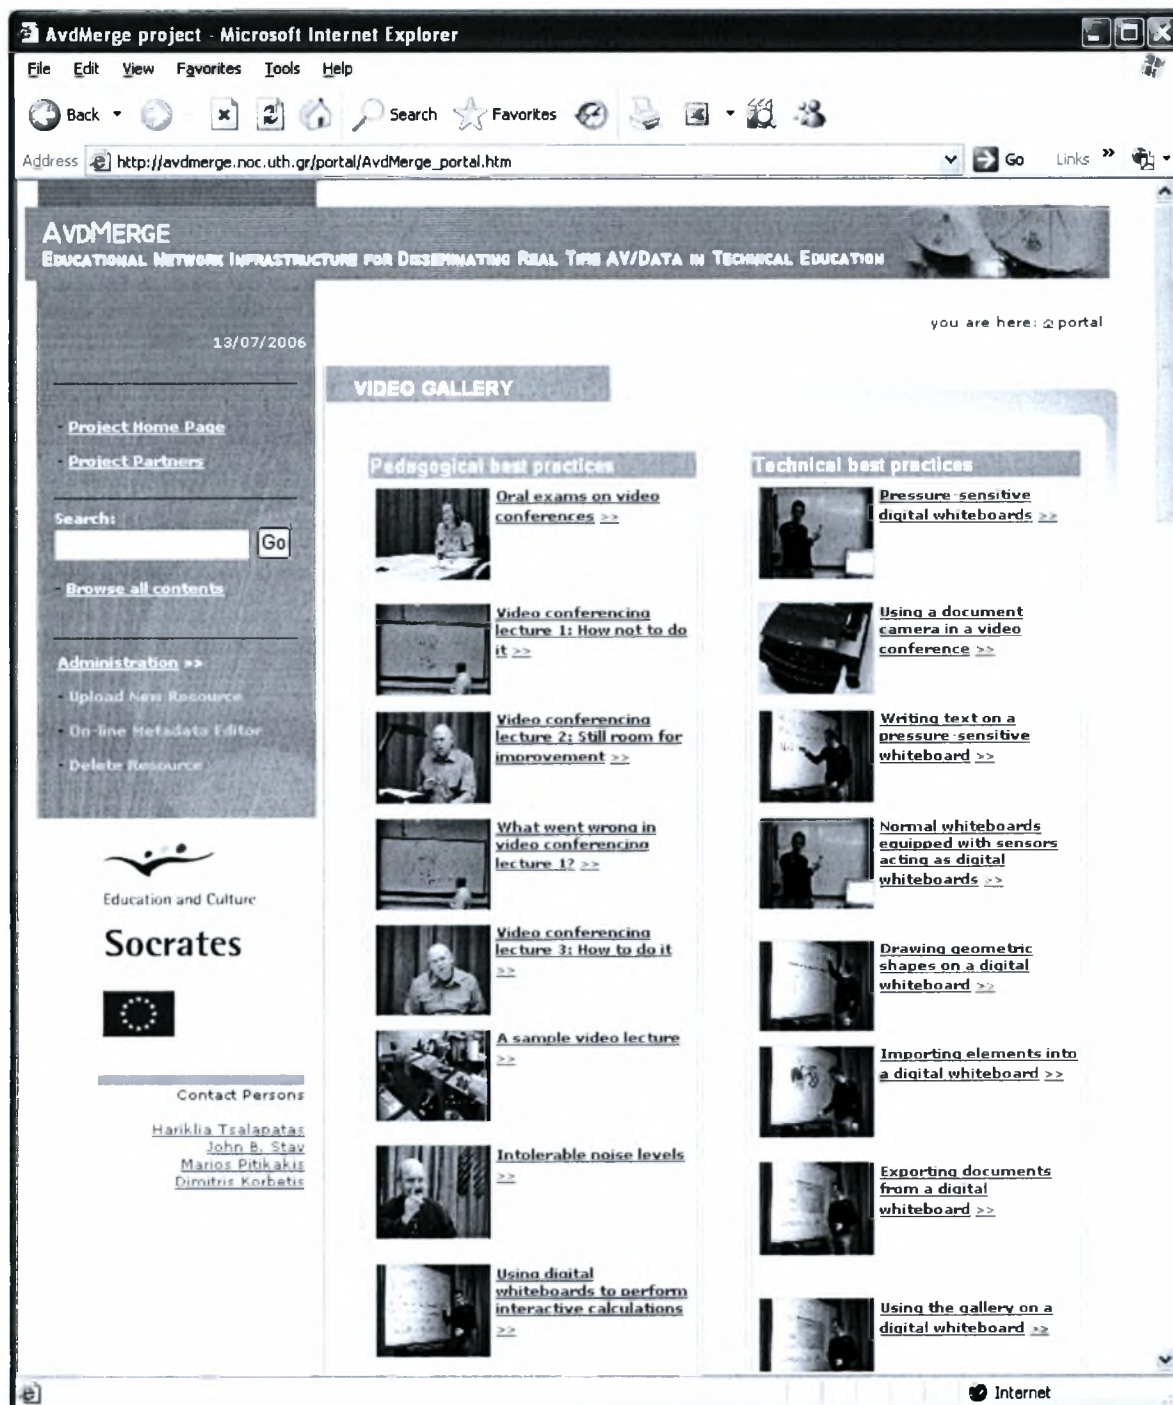 AvdMerge project - Microsoft Internet Explorer
File Edit View Favorites Tools Help
Back Search Favorites
Address http://avdmerge.noc.uth.gr/portal/AvdMerge_portal.htm Go Links »
AVDMERGE
EDUCATIONAL NETWORK INFRASTRUCTURE FOR DISSEMINATING REAL TIME AV/DATA IN TECHNICAL EDUCATION
you are here: portal
13/07/2006
- Project Home Page
- Project Partners
Search:
Go
- Browse all contents
Administration >>
- Upload New Resource
- On-line Metadata Editor
- Delete Resource
Education and Culture
Socrates
Contact Persons
Hariklia Tsalapatas
John B. Stav
Marios Pitikakis
Dimitris Korbetis
VIDEO GALLERY
Pedagogical best practices
Oral exams on video
conferences >>
Video conferencing
lecture 1: How not to do
it >>
Video conferencing
lecture 2: Still room for
improvement >>
What went wrong in
video conferencing
lecture 1? >>
Video conferencing
lecture 3: How to do it
>>
A sample video lecture
>>
Intolerable noise levels
>>
Using digital
whiteboards to perform
interactive calculations
>>
Technical best practices
Pressure-sensitive
digital whiteboards >>
Using a document
camera in a video
conference >>
Writing text on a
pressure-sensitive
whiteboard >>
Normal whiteboards
equipped with sensors
acting as digital
whiteboards >>
Drawing geometric
shapes on a digital
whiteboard >>
Importing elements into
a digital whiteboard >>
Exporting documents
from a digital
whiteboard >>
Using the gallery on a
digital whiteboard >>
Internet